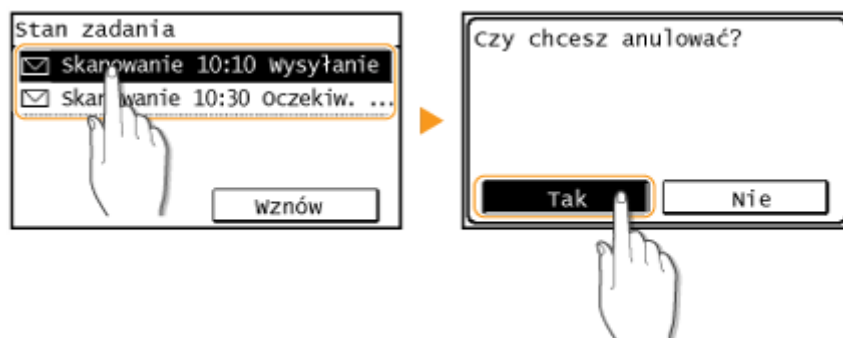 Stan zadania
Skanowanie 10:10 Wysyłanie
Skanowanie 10:30 Oczekiw. ...
Wznów
Czy chcesz anulować?
Tak
Nie